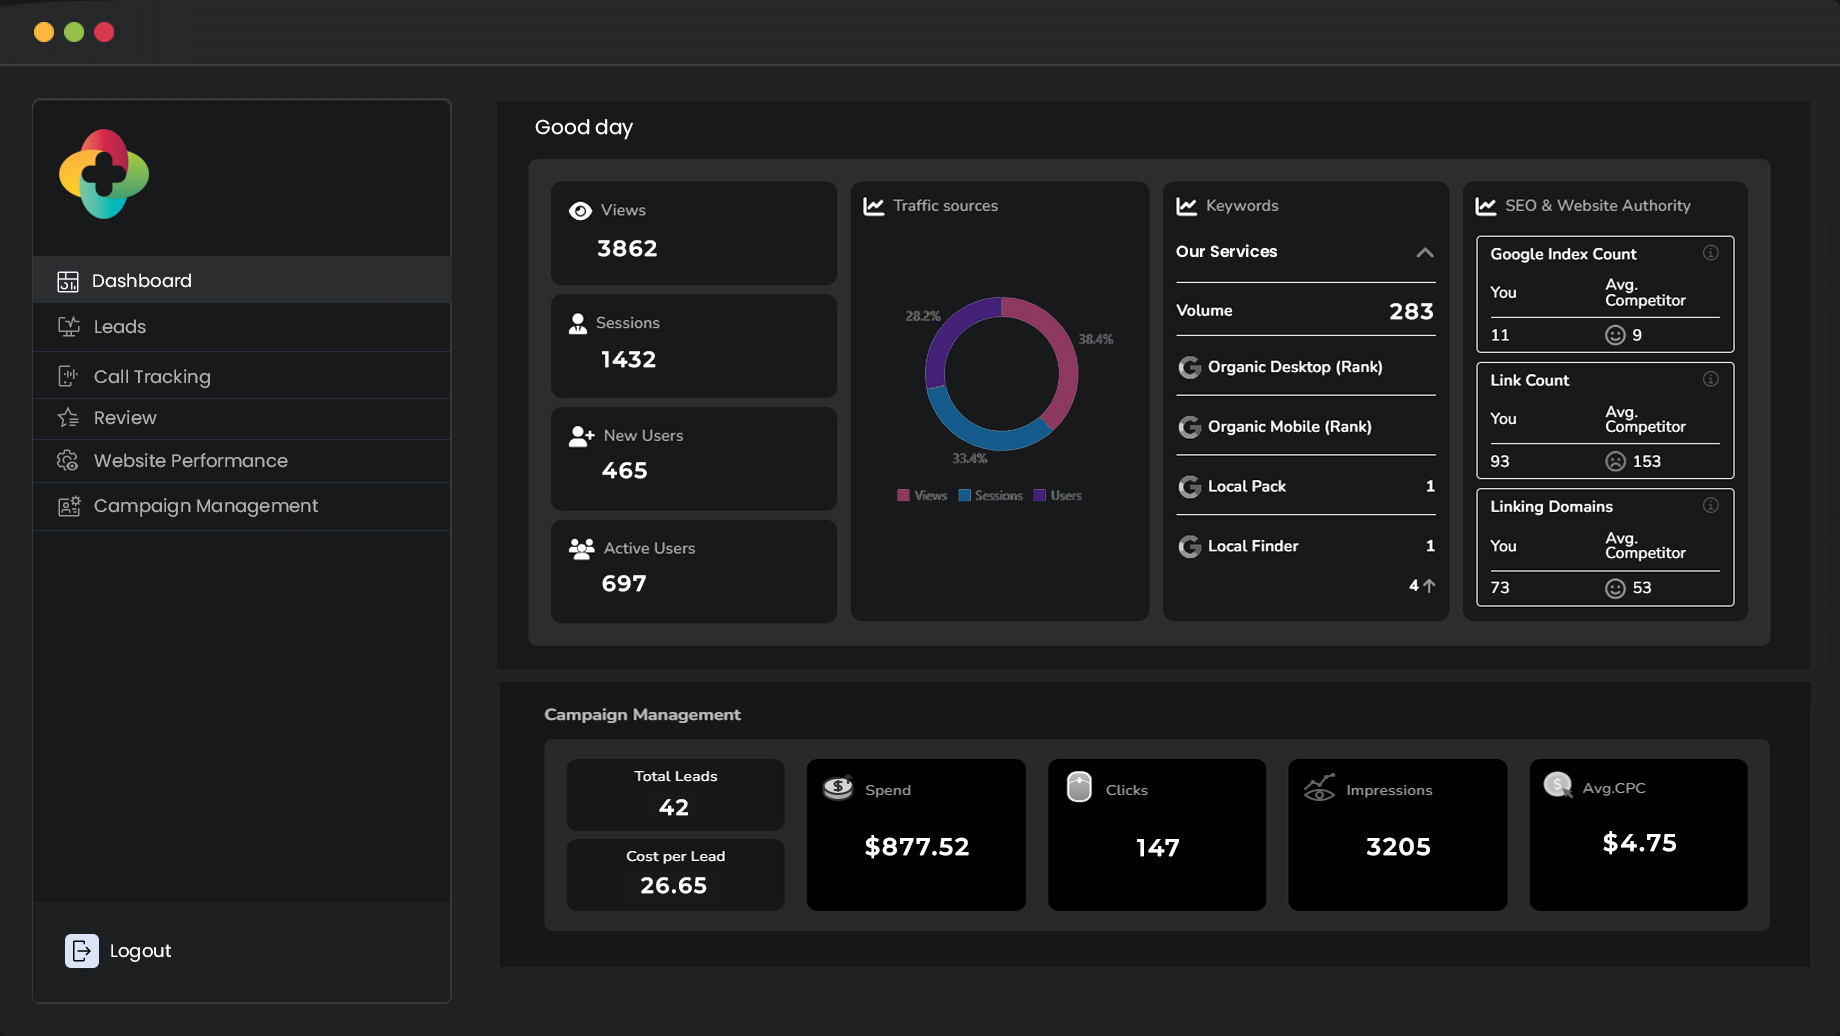 Good day
Dashboard
Leads
Call Tracking
Review
Website Performance
Campaign Management
Logout
Views
3862
Sessions
1432
New Users
465
Active Users
697
Traffic sources
28.2%
38.4%
33.4%
Views Sessions Users
Keywords
Our Services
Volume 283
Organic Desktop (Rank)
Organic Mobile (Rank)
Local Pack 1
Local Finder 1
4
SEO & Website Authority
Google Index Count
You Avg. Competitor
11 9
Link Count
You Avg. Competitor
93 153
Linking Domains
You Avg. Competitor
73 53
Campaign Management
Total Leads
42
Cost per Lead
26.65
Spend
$877.52
Clicks
147
Impressions
3205
Avg.CPC
$4.75